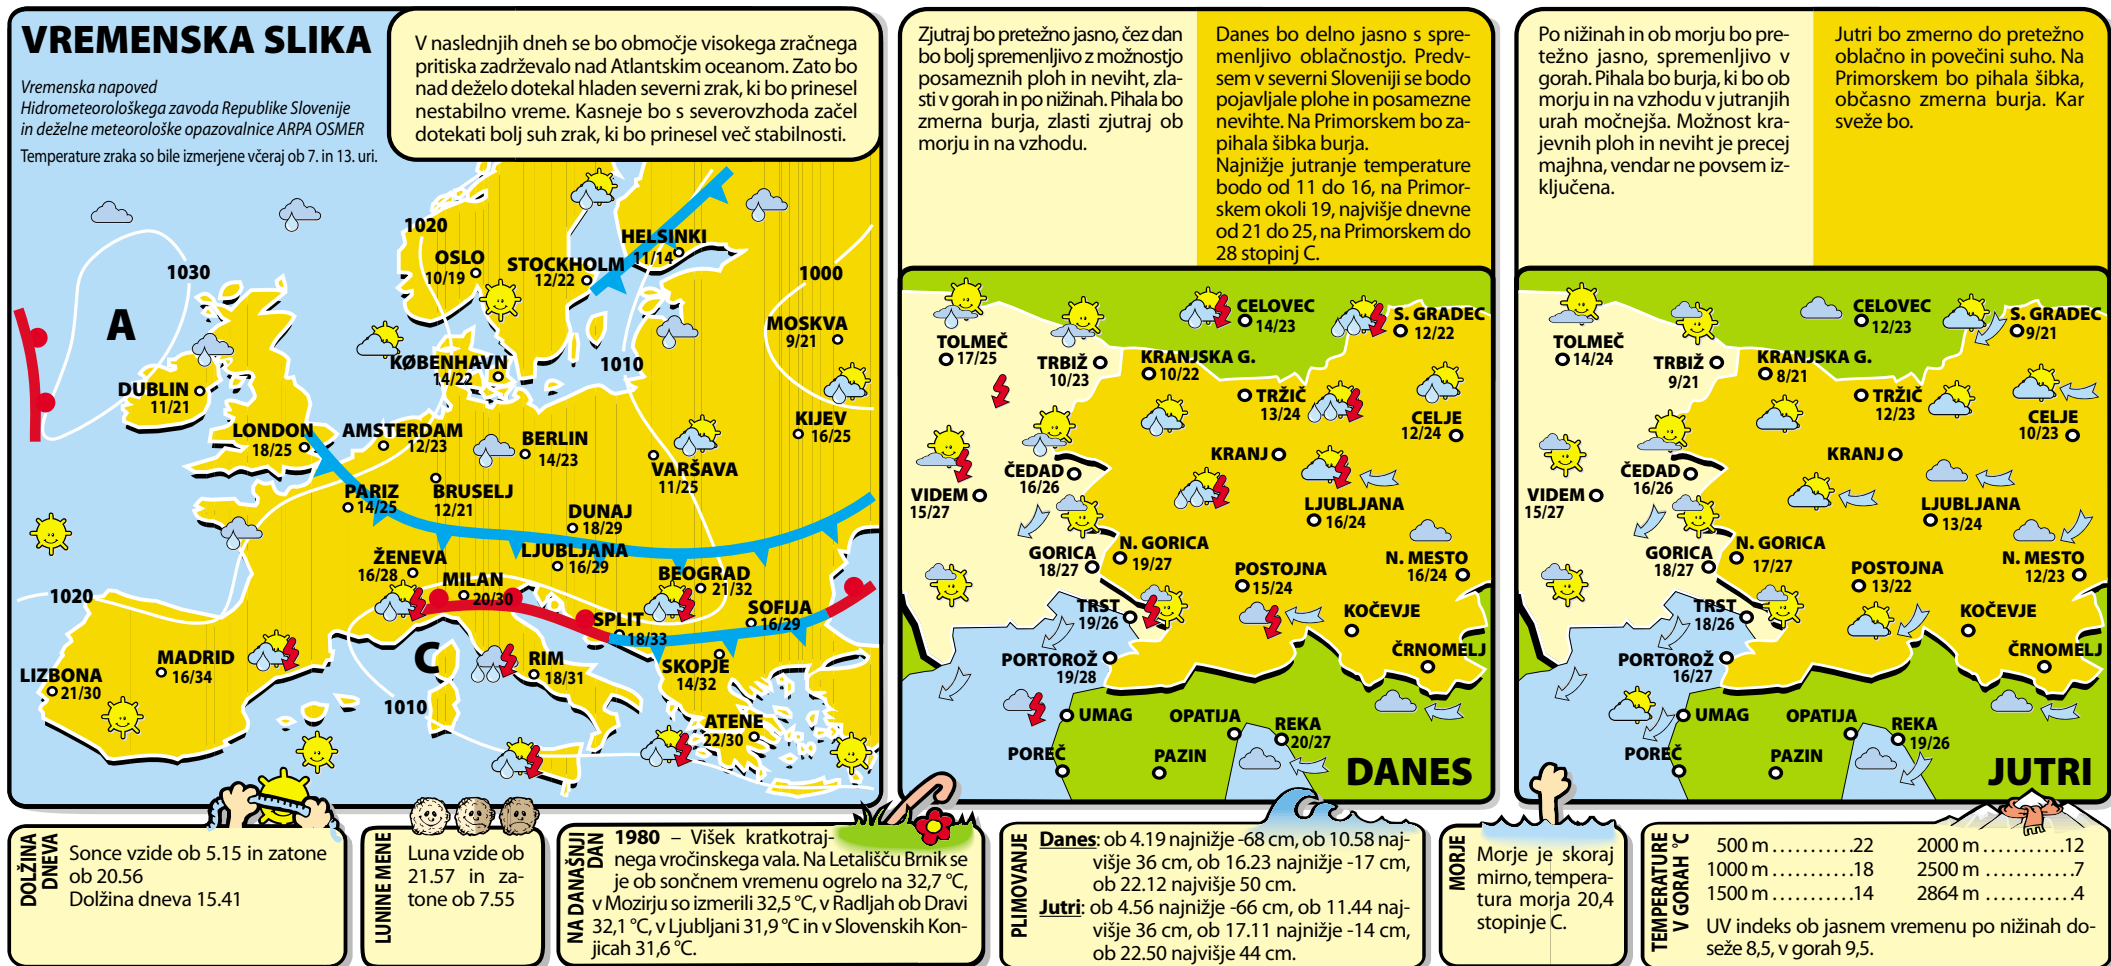 VREMENSKA SLIKA
Vremenska napoved
Hidrometeorološkega zavoda Republike Slovenije
in deželne meteorološke opazovalnice ARPA OSMER
Temperature zraka so bile izmerjene včeraj ob 7. in 13. uri.
V naslednjih dneh se bo območje visokega zračnega
pritiska zadrževalo nad Atlantskim oceanom. Zato bo
nad deželo dotekal hladen severni zrak, ki bo prinesel
nestabilno vreme. Kasneje bo s severovzhoda začel
dotekati bolj suh zrak, ki bo prinesel več stabilnosti.
1020
1030
A
OSLO
10/19
STOCKHOLM
12/22
HELSINKI
11/14
1000
MOSKVA
9/21
1010
KØBENHAVN
14/22
DUBLIN
11/21
LONDON
18/25
AMSTERDAM
12/23
BERLIN
14/23
KIJEV
16/25
VARŠAVA
11/25
PARIZ
14/25
BRUSELJ
12/21
DUNAJ
18/29
ŽENEVA
16/28
LJUBLJANA
16/29
MILAN
20/30
BEOGRAD
21/32
SOFIJA
16/29
SPLIT
18/33
1020
C
MADRID
16/34
LIZBONA
21/30
RIM
18/31
SKOPJE
14/32
1010
ATENE
22/30
Zjutraj bo pretežno jasno, čez dan
bo bolj spremenljivo z možnostjo
posameznih ploh in neviht, zla-
sti v gorah in po nižinah. Pihala bo
zmerna burja, zlasti zjutraj ob
morju in na vzhodu.
Danes bo delno jasno s spre-
menljivo oblačnostjo. Predv-
sem v severni Sloveniji se bodo
pojavljale plohe in posamezne
nevihte. Na Primorskem bo za-
pihala šibka burja.
Najnižje jutranje temperature
bodo od 11 do 16, na Primor-
skem okoli 19, najvišje dnevne
od 21 do 25, na Primorskem do
28 stopinj C.
TOLMEČ
17/25
TRBIŽ
10/23
CELOVEC
14/23
S. GRADEC
12/22
KRANJSKA G.
10/22
TRŽIČ
13/24
CELJE
12/24
KRANJ
ČEDAD
16/26
VIDEM
15/27
LJUBLJANA
16/24
GORICA
18/27
N. GORICA
19/27
POSTOJNA
15/24
N. MESTO
16/24
TRST
19/26
KOČEVJE
PORTOROŽ
19/28
ČRNOMELJ
UMAG
OPATIJA
REKA
20/27
POREČ
PAZIN
DANES
Po nižinah in ob morju bo pre-
težno jasno, spremenljivo v
gorah. Pihala bo burja, ki bo ob
morju in na vzhodu v jutranjih
urah močnejša. Možnost kra-
jevnih ploh in neviht je precej
majhna, vendar ne povsem iz-
ključena.
Jutri bo zmerno do pretežno
oblačno in povečini suho. Na
Primorskem bo pihala šibka,
občasno zmerna burja. Kar
sveže bo.
TOLMEČ
14/24
TRBIŽ
9/21
CELOVEC
12/23
S. GRADEC
9/21
KRANJSKA G.
8/21
TRŽIČ
12/23
CELJE
10/23
KRANJ
ČEDAD
16/26
VIDEM
15/27
LJUBLJANA
13/24
GORICA
18/27
N. GORICA
17/27
POSTOJNA
13/22
N. MESTO
12/23
TRST
18/26
KOČEVJE
PORTOROŽ
16/27
ČRNOMELJ
UMAG
OPATIJA
REKA
19/26
POREČ
PAZIN
JUTRI
DOLŽINA
DNEVA
Sonce vzide ob 5.15 in zatone
ob 20.56
Dolžina dneva 15.41
LUNINE MENE
Luna vzide ob
21.57 in za-
tone ob 7.55
NA DANAŠNJI
DAN
1980 – Višek kratkotraj-
nega vročinskega vala. Na Letališču Brnik se
je ob sončnem vremenu ogrelo na 32,7 °C,
v Mozirju so izmerili 32,5 °C, v Radljah ob Dravi
32,1 °C, v Ljubljani 31,9 °C in v Slovenskih Kon-
jicah 31,6 °C.
PLIMOVANJE
Danes: ob 4.19 najnižje -68 cm, ob 10.58 naj-
višje 36 cm, ob 16.23 najnižje -17 cm,
ob 22.12 najvišje 50 cm.
Jutri: ob 4.56 najnižje -66 cm, ob 11.44 naj-
višje 36 cm, ob 17.11 najnižje -14 cm,
ob 22.50 najvišje 44 cm.
MORJE
Morje je skoraj
mirno, tempera-
tura morja 20,4
stopinje C.
TEMPERATURE
V GORAH °C
500 m ...........22
1000 m ...........18
1500 m ...........14
2000 m ...........12
2500 m ............7
2864 m ............4
UV indeks ob jasnem vremenu po nižinah do-
seže 8,5, v gorah 9,5.